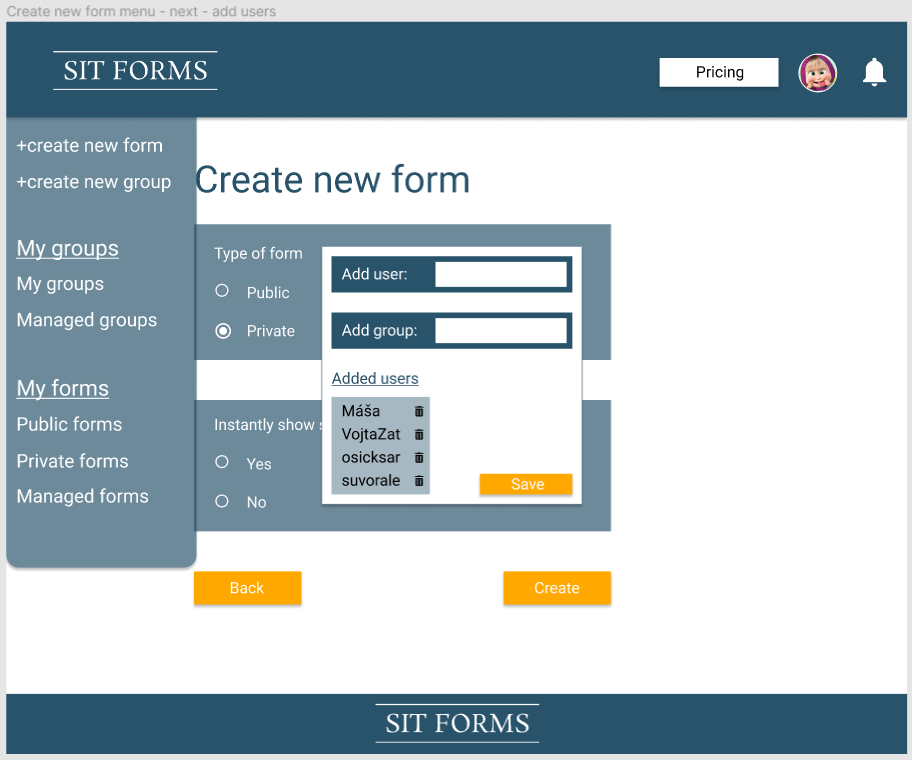 Create new form menu - next - add users
SIT FORMS
Pricing
+create new form
+create new group
My groups
My groups
Managed groups
My forms
Public forms
Private forms
Managed forms
Create new form
Type of form
Public
Private
Instantly show s
Yes
No
Add user:
Add group:
Added users
Máša
VojtaZat
osicksar
suvorale
Save
Back
Create
SIT FORMS